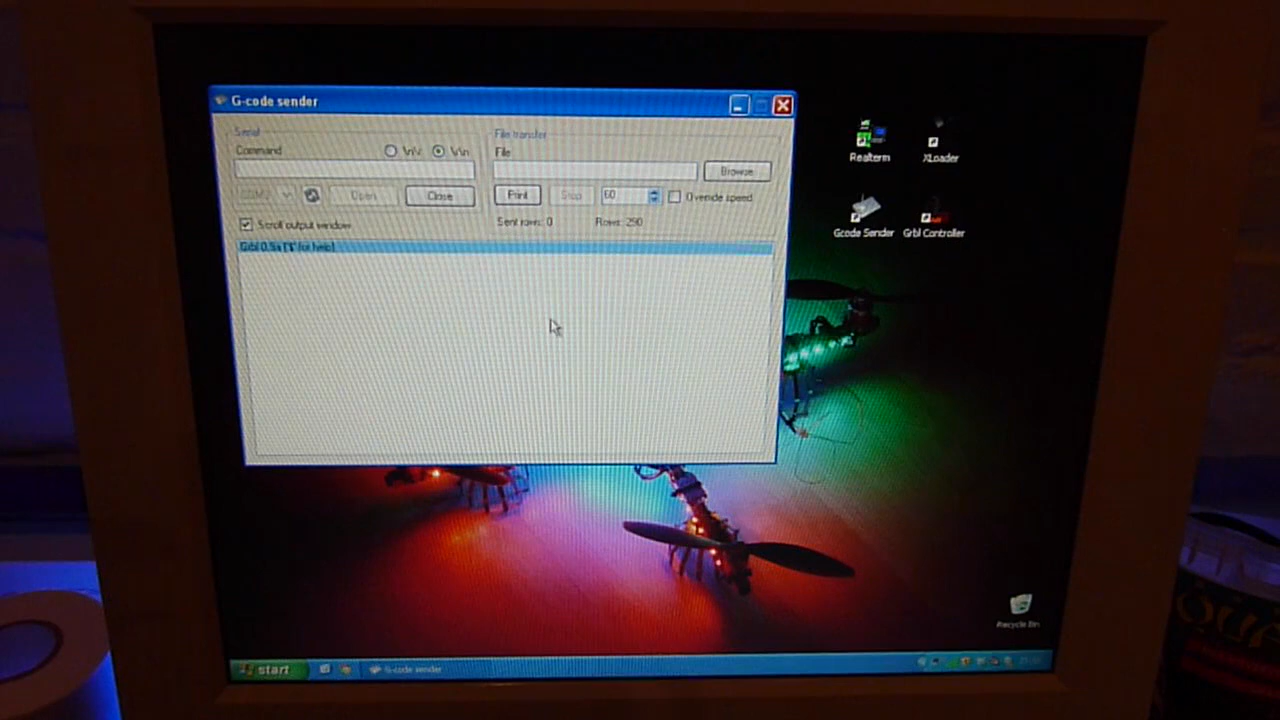 G-code sender
Serial
File transfer
Command
\n\r
\r\n
File
Browse
Open
Close
Print
Stop
60
Override speed
Scroll output window
Sent rows: 0
Rows: 290
Grbl 0.5a ['$' for help]
Realterm
XLoader
Gcode Sender
Grbl Controller
Recycle Bin
start
G-code sender